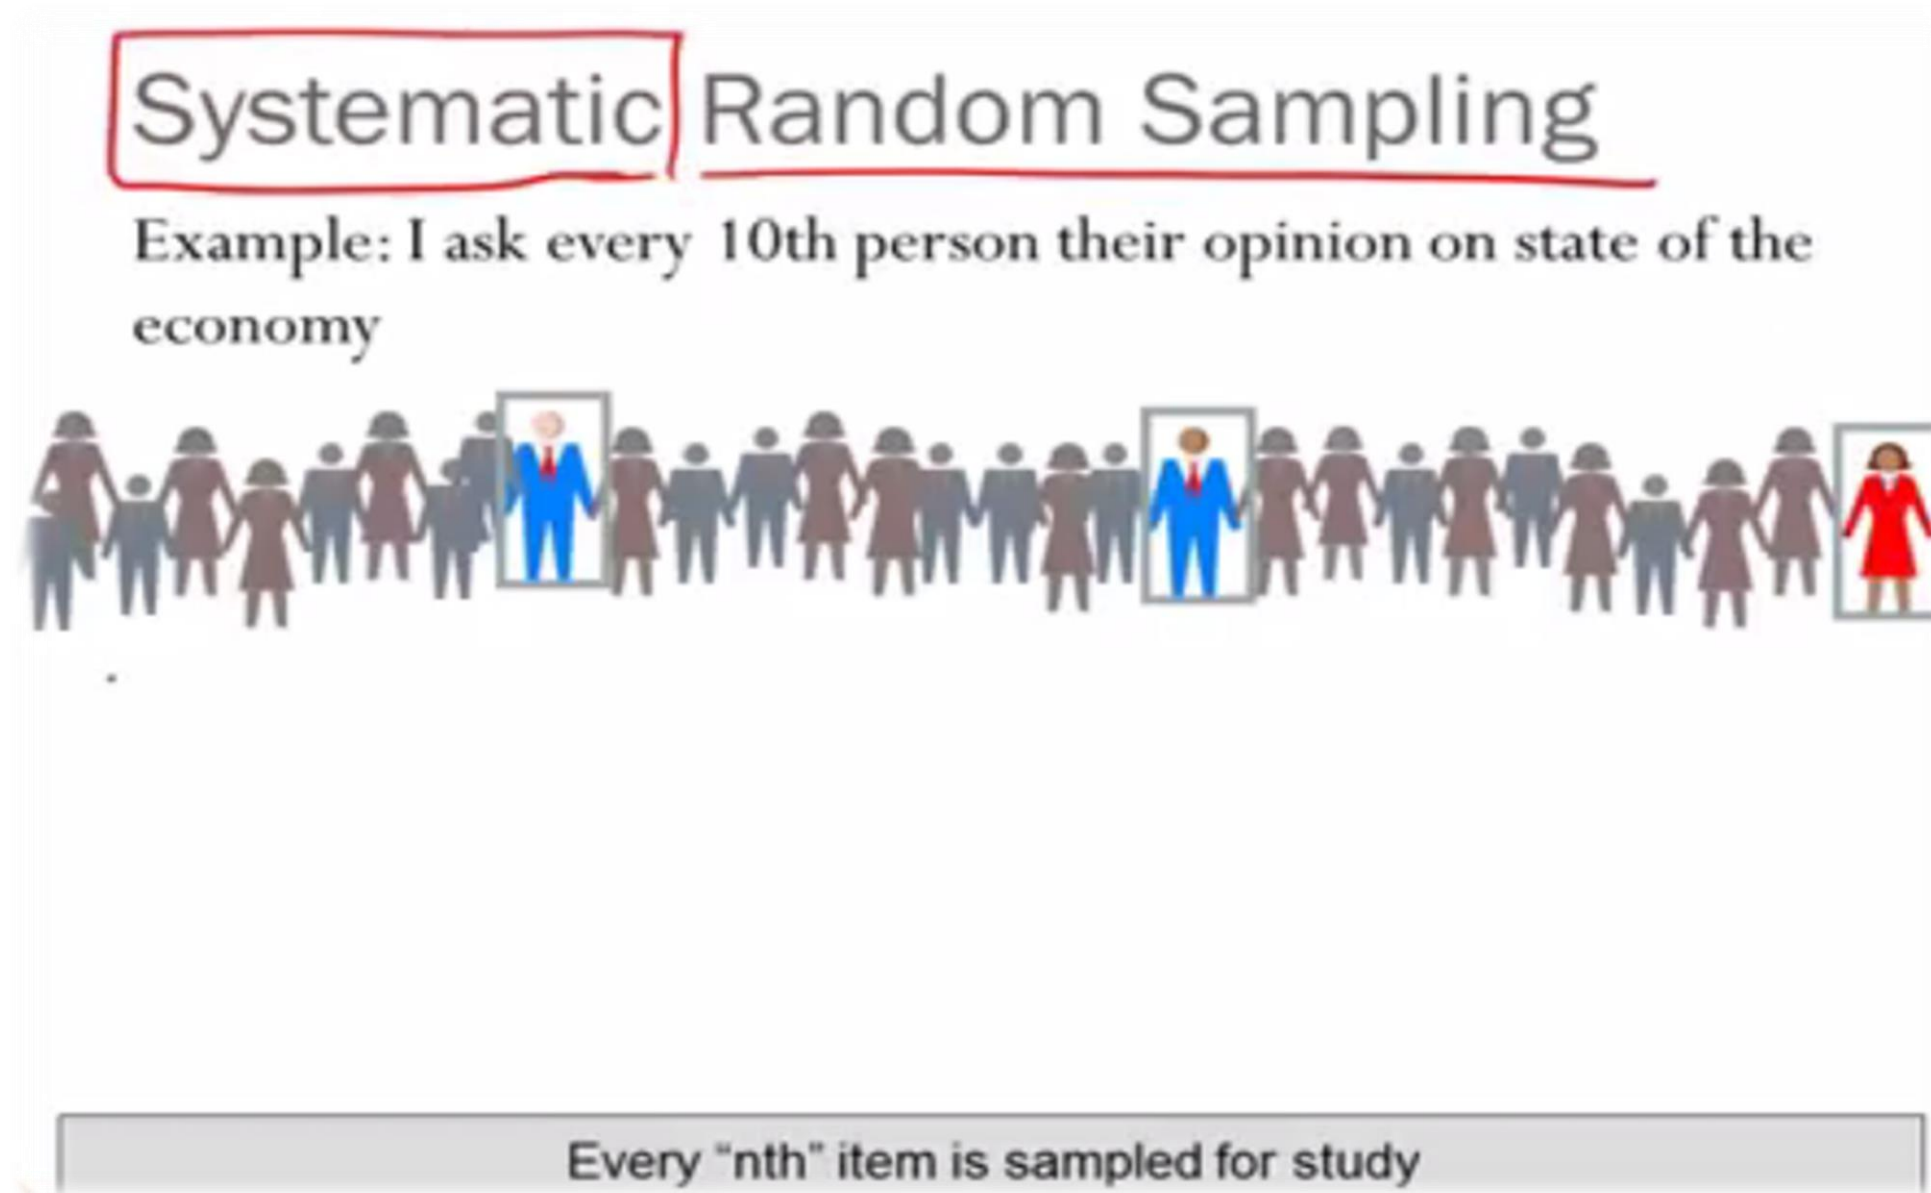 Systematic Random Sampling
Example: I ask every 10th person their opinion on state of the
economy
Every “nth” item is sampled for study